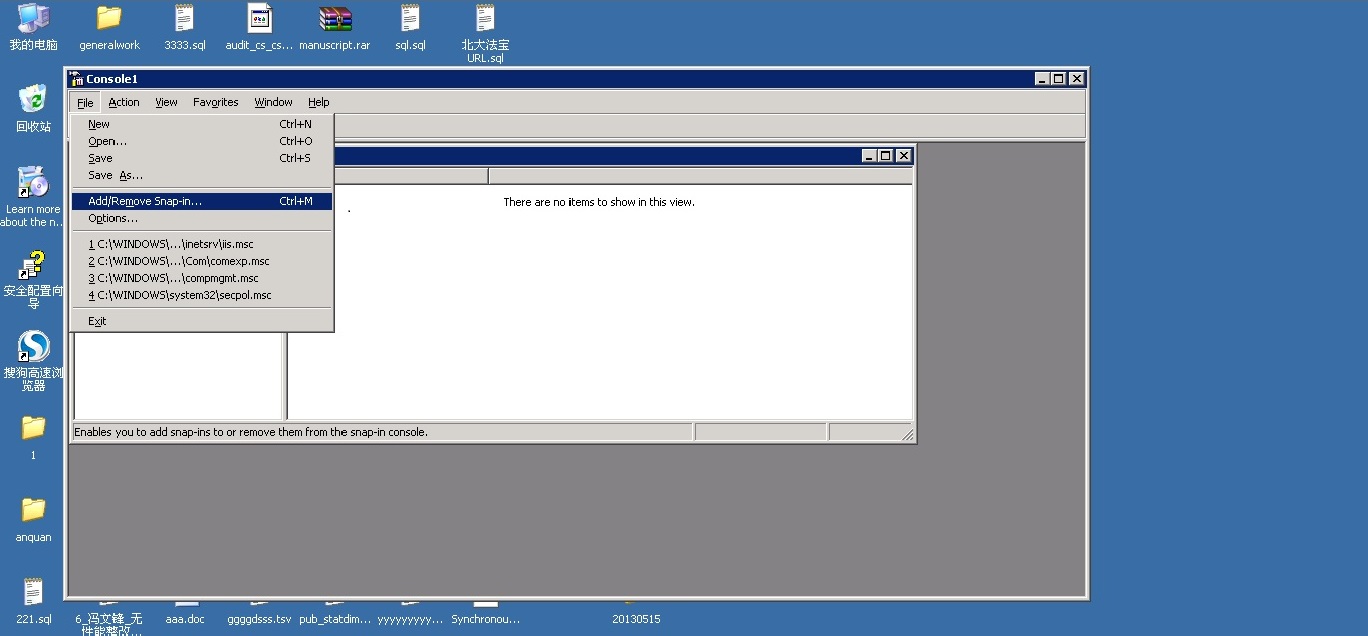 我的电脑
generalwork
3333.sql
audit_cs_cs...
manuscript.rar
sql.sql
北大法宝
URL.sql
回收站
Learn more
about the n...
安全配置向
导
搜狗高速浏
览器
1
anquan
221.sql
Console1
File Action View Favorites Window Help
New Ctrl+N
Open... Ctrl+O
Save Ctrl+S
Save As...
Add/Remove Snap-in... Ctrl+M
Options...
1 C:\WINDOWS\...\inetsrv\iis.msc
2 C:\WINDOWS\...\Com\comexp.msc
3 C:\WINDOWS\...\compmgmt.msc
4 C:\WINDOWS\system32\secpol.msc
Exit
There are no items to show in this view.
Enables you to add snap-ins to or remove them from the snap-in console.
6_冯文锋_无
性能整改...
aaa.doc
ggggdsss.tsv
pub_statdim...
yyyyyyyyy...
Synchronou...
20130515